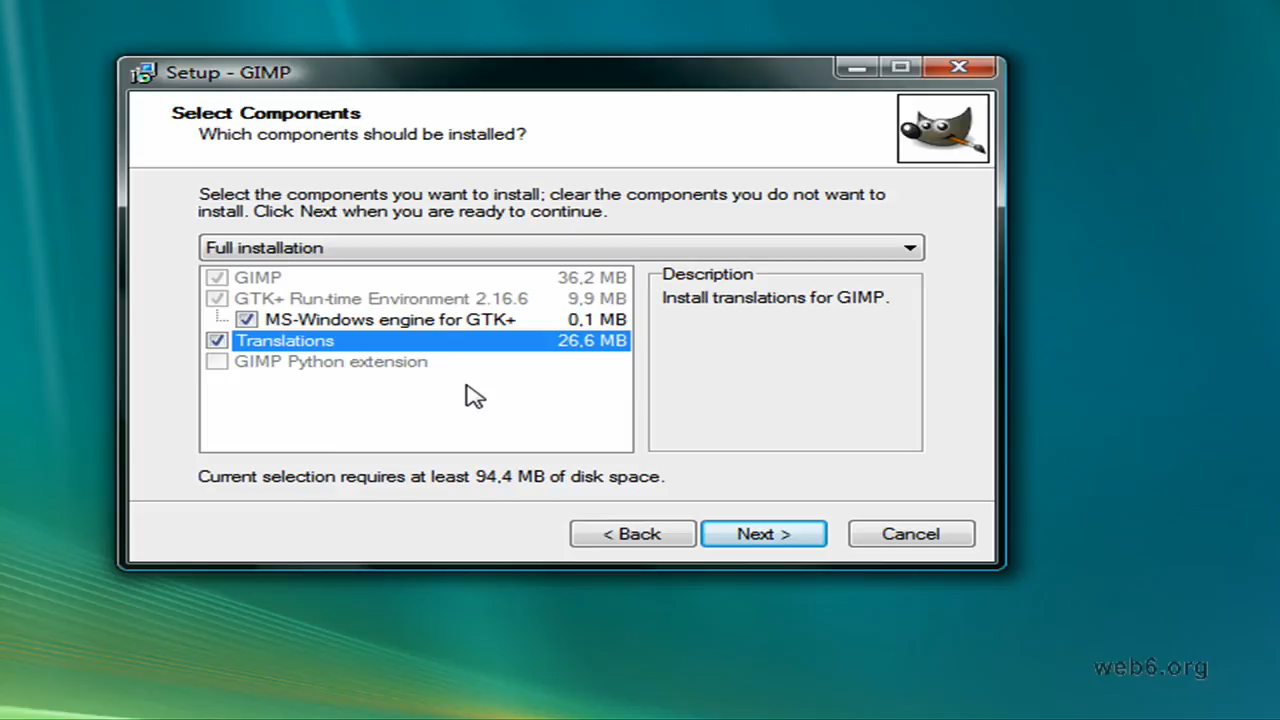 Setup - GIMP
Select Components
Which components should be installed?
Select the components you want to install; clear the components you do not want to
install. Click Next when you are ready to continue.
Full installation
GIMP 36,2 MB
GTK+ Run-time Environment 2.16.6 9,9 MB
MS-Windows engine for GTK+ 0,1 MB
Translations 26,6 MB
GIMP Python extension
Description
Install translations for GIMP.
Current selection requires at least 94,4 MB of disk space.
< Back Next > Cancel
web6.org